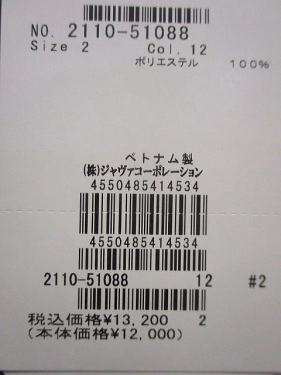 NO. 2110-51088
Size 2 Col. 12
ポリエステル 100%
ベトナム製
(株)ジャヴァコーポレーション
4550485414534
4550485414534
2110-51088 12 #2
税込価格¥13,200 2
(本体価格¥12,000)